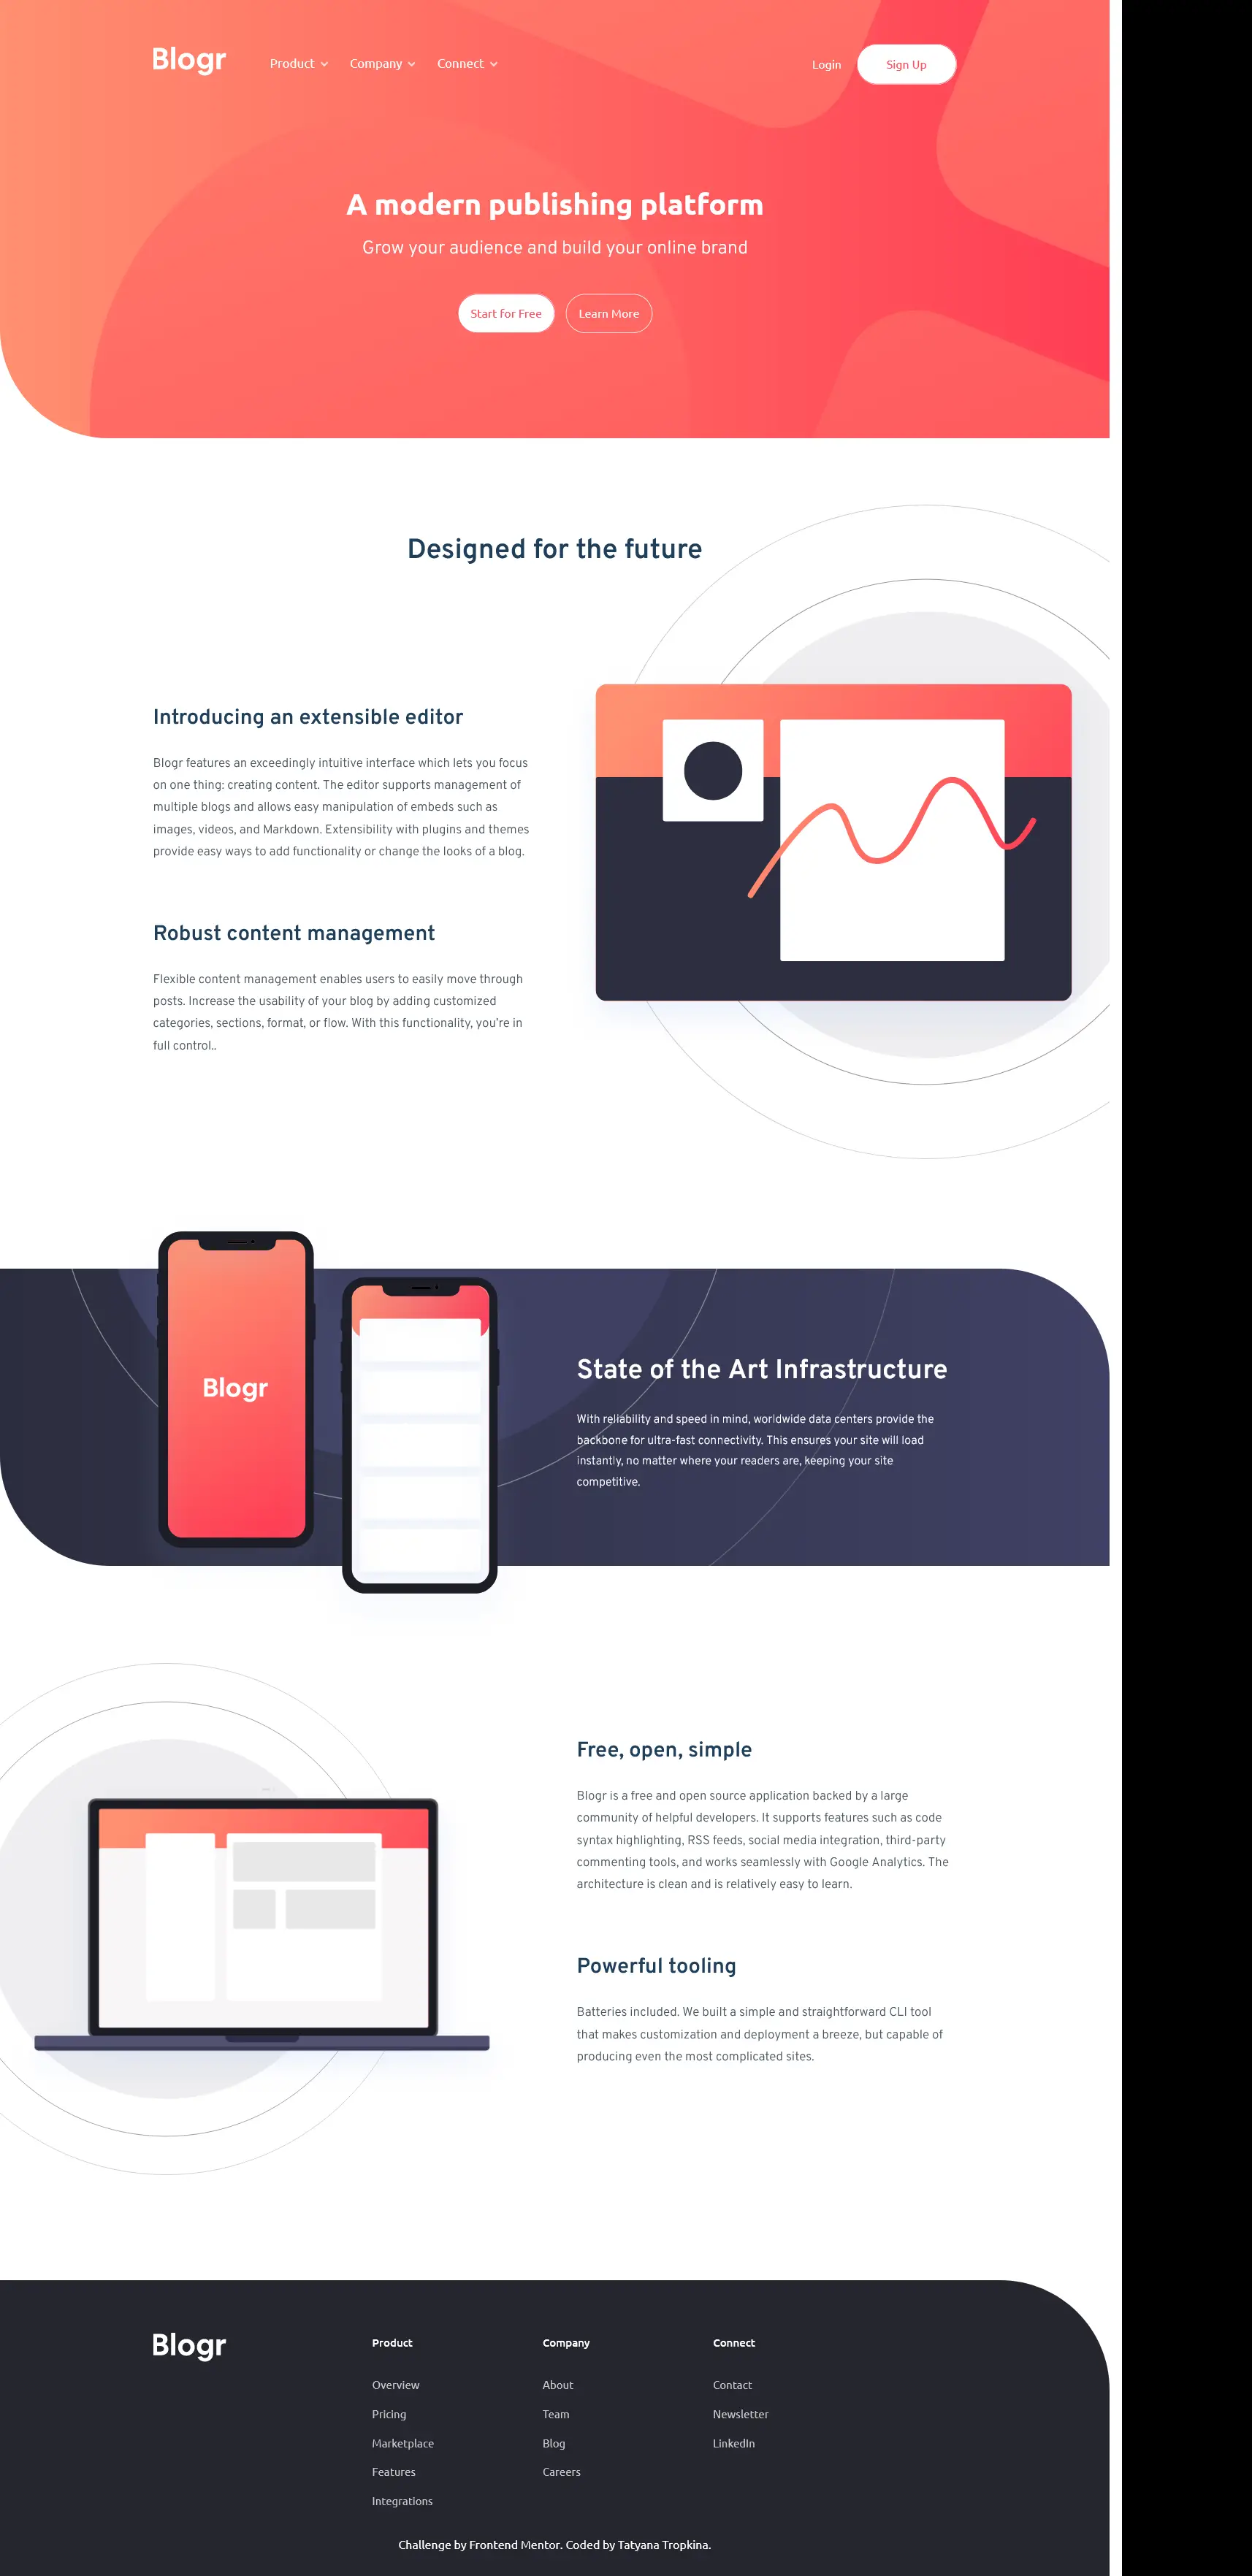 Blogr
Product
Company
Connect
Login
Sign Up
A modern publishing platform
Grow your audience and build your online brand
Start for Free
Learn More
Designed for the future
Introducing an extensible editor
Blogr features an exceedingly intuitive interface which lets you focus
on one thing: creating content. The editor supports management of
multiple blogs and allows easy manipulation of embeds such as
images, videos, and Markdown. Extensibility with plugins and themes
provide easy ways to add functionality or change the looks of a blog.
Robust content management
Flexible content management enables users to easily move through
posts. Increase the usability of your blog by adding customized
categories, sections, format, or flow. With this functionality, you're in
full control..
Blogr
State of the Art Infrastructure
With reliability and speed in mind, worldwide data centers provide the
backbone for ultra-fast connectivity. This ensures your site will load
instantly, no matter where your readers are, keeping your site
competitive.
Free, open, simple
Blogr is a free and open source application backed by a large
community of helpful developers. It supports features such as code
syntax highlighting, RSS feeds, social media integration, third-party
commenting tools, and works seamlessly with Google Analytics. The
architecture is clean and is relatively easy to learn.
Powerful tooling
Batteries included. We built a simple and straightforward CLI tool
that makes customization and deployment a breeze, but capable of
producing even the most complicated sites.
Blogr
Product
Overview
Pricing
Marketplace
Features
Integrations
Company
About
Team
Blog
Careers
Connect
Contact
Newsletter
LinkedIn
Challenge by Frontend Mentor. Coded by Tatyana Tropkina.